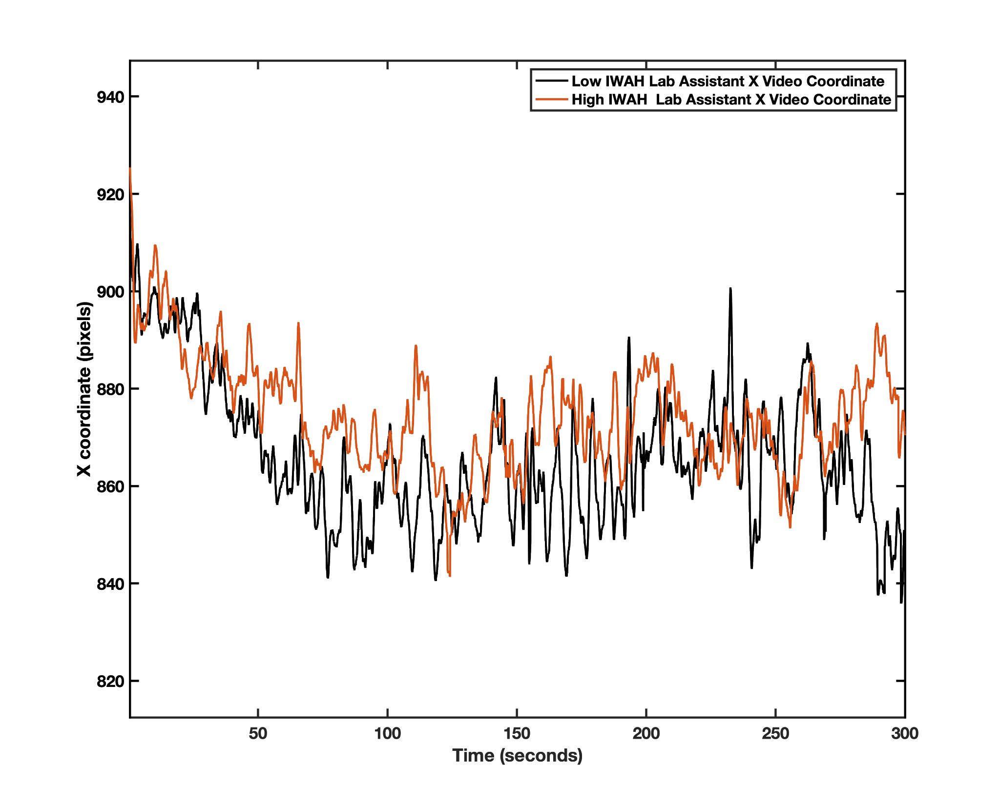 Low IWAH Lab Assistant X Video Coordinate
High IWAH  Lab Assistant X Video Coordinate
940
920
900
880
860
840
820
X coordinate (pixels)
50 100 150 200 250 300
Time (seconds)